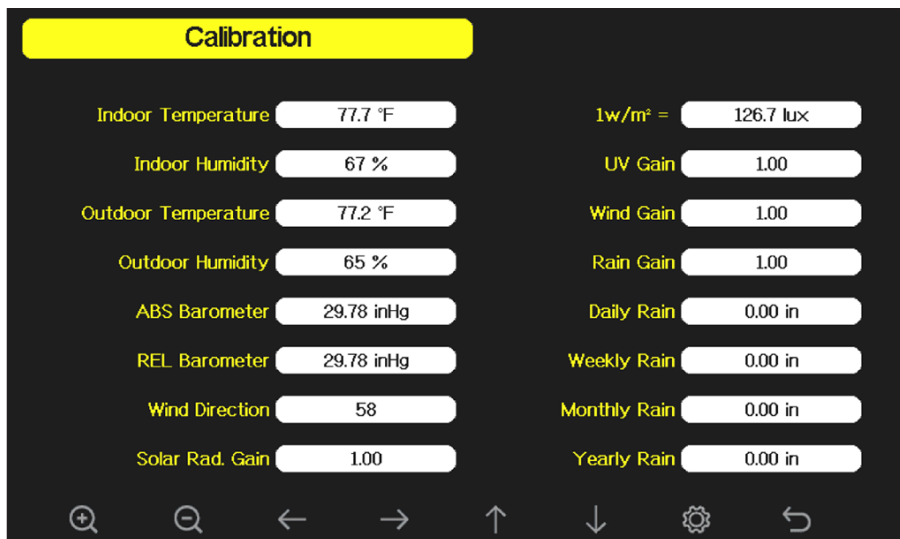 Calibration
Indoor Temperature 77.7 °F
Indoor Humidity 67 %
Outdoor Temperature 77.2 °F
Outdoor Humidity 65 %
ABS Barometer 29.78 inHg
REL Barometer 29.78 inHg
Wind Direction 58
Solar Rad. Gain 1.00
1w/m² = 126.7 lux
UV Gain 1.00
Wind Gain 1.00
Rain Gain 1.00
Daily Rain 0.00 in
Weekly Rain 0.00 in
Monthly Rain 0.00 in
Yearly Rain 0.00 in